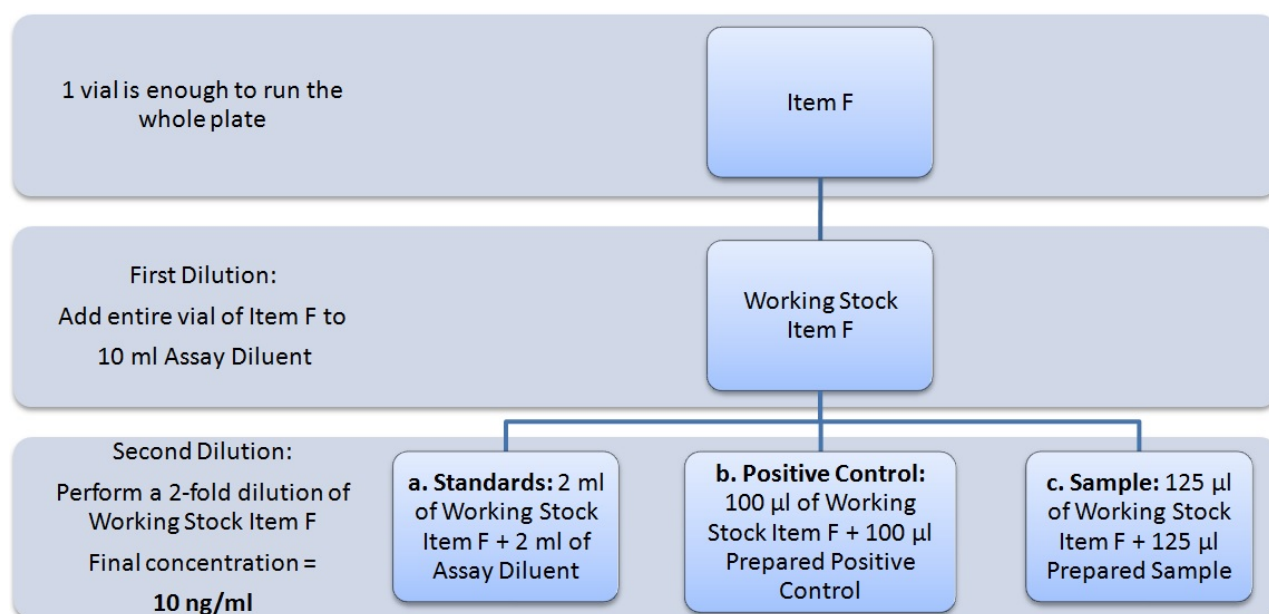 1 vial is enough to run the
whole plate
Item F
First Dilution:
Add entire vial of Item F to
10 ml Assay Diluent
Working Stock
Item F
Second Dilution:
Perform a 2-fold dilution of
Working Stock Item F
Final concentration =
10 ng/ml
a. Standards: 2 ml
of Working Stock
Item F + 2 ml of
Assay Diluent
b. Positive Control:
100 µl of Working
Stock Item F + 100 µl
Prepared Positive
Control
c. Sample: 125 µl
of Working Stock
Item F + 125 µl
Prepared Sample